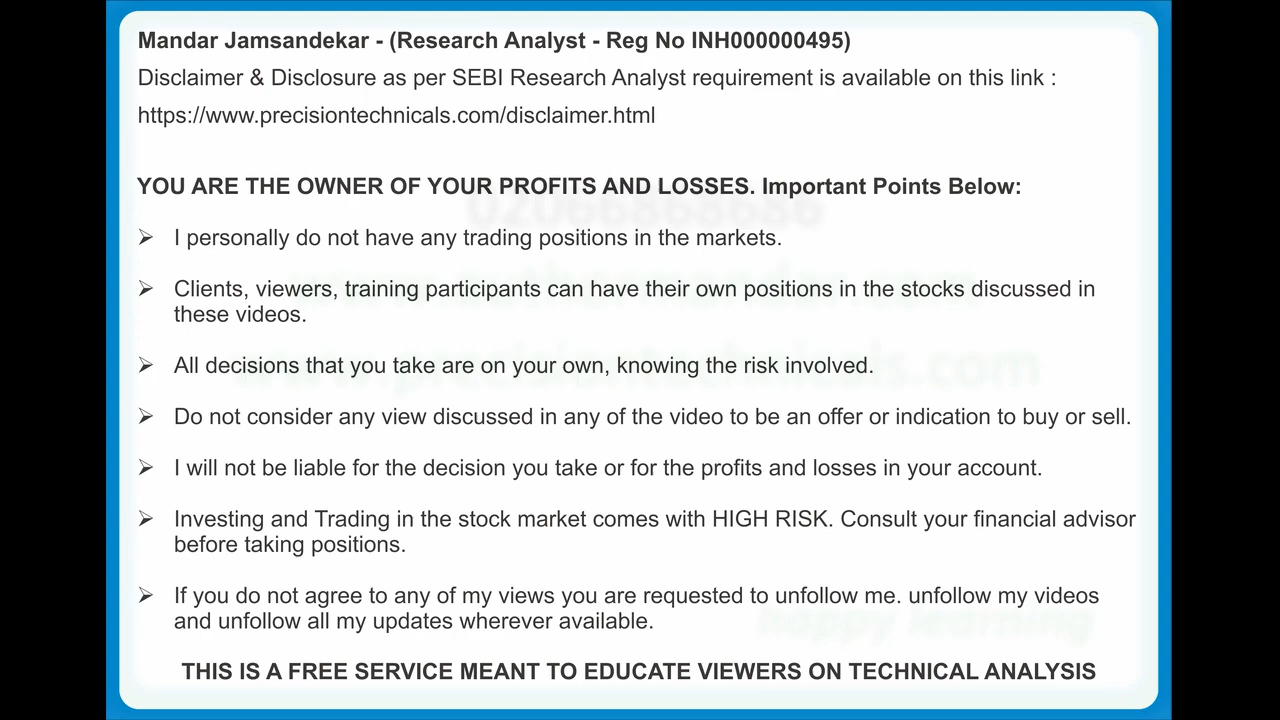 Mandar Jamsandekar - (Research Analyst - Reg No INH000000495)
Disclaimer & Disclosure as per SEBI Research Analyst requirement is available on this link :
https://www.precisiontechnicals.com/disclaimer.html
YOU ARE THE OWNER OF YOUR PROFITS AND LOSSES. Important Points Below:
02066868686
➢ I personally do not have any trading positions in the markets.
➢ Clients, viewers, training participants can have their own positions in the stocks discussed in
these videos.
➢ All decisions that you take are on your own, knowing the risk involved.
www.precisiontechnicals.com
➢ Do not consider any view discussed in any of the video to be an offer or indication to buy or sell.
➢ I will not be liable for the decision you take or for the profits and losses in your account.
➢ Investing and Trading in the stock market comes with HIGH RISK. Consult your financial advisor
before taking positions.
➢ If you do not agree to any of my views you are requested to unfollow me. unfollow my videos
and unfollow all my updates wherever available.
happy learning
THIS IS A FREE SERVICE MEANT TO EDUCATE VIEWERS ON TECHNICAL ANALYSIS